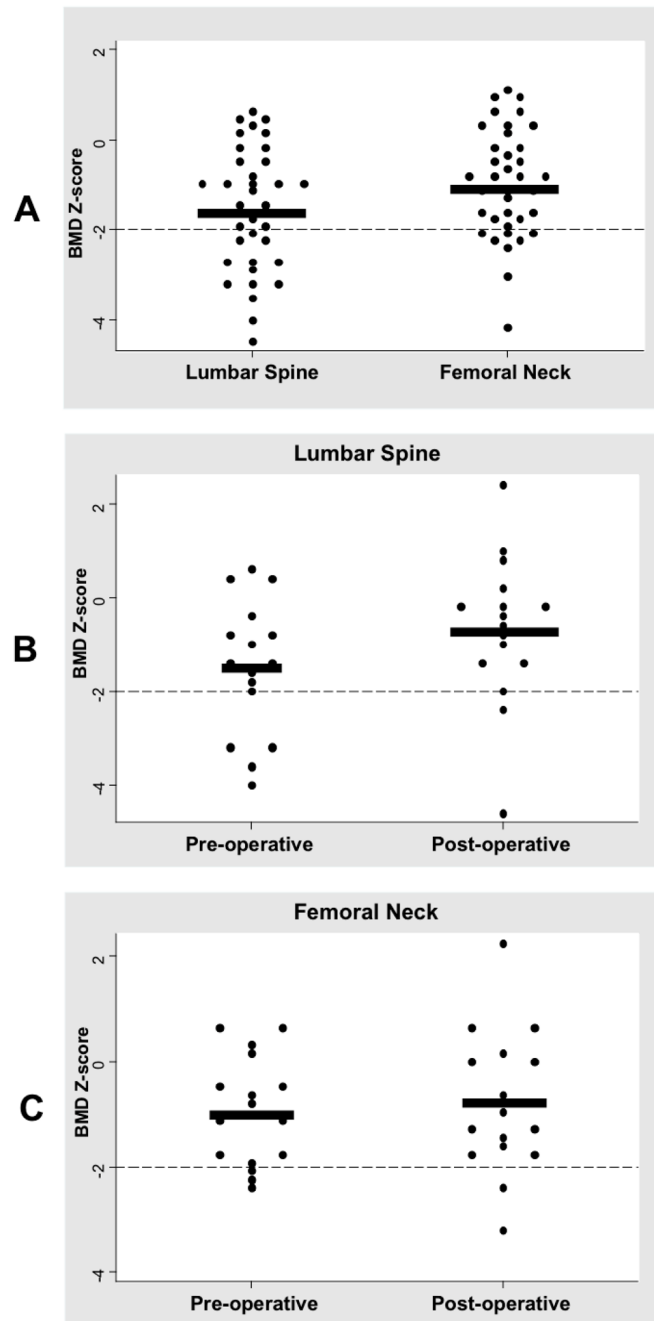 A
BMD Z-score
2
0
-2
-4
Lumbar Spine Femoral Neck
B
Lumbar Spine
BMD Z-score
2
0
-2
-4
Pre-operative Post-operative
C
Femoral Neck
BMD Z-score
2
0
-2
-4
Pre-operative Post-operative